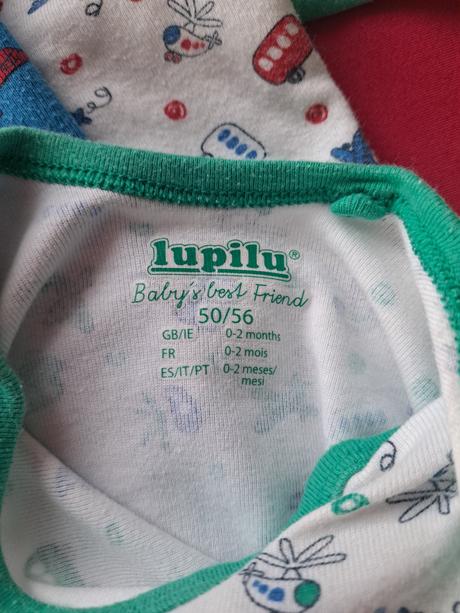 lupilu®
Baby's best Friend
50/56
GB/IE 0-2 months
FR 0-2 mois
ES/IT/PT 0-2 meses/
mesi